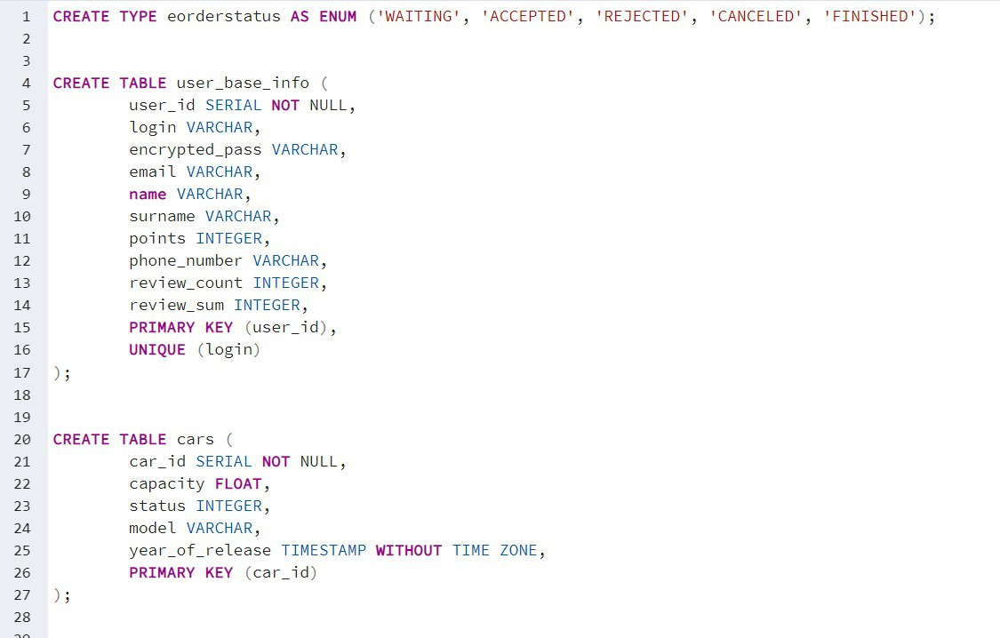 1 CREATE TYPE eorderstatus AS ENUM ('WAITING', 'ACCEPTED', 'REJECTED', 'CANCELED', 'FINISHED');
2
3
4 CREATE TABLE user_base_info (
5 user_id SERIAL NOT NULL,
6 login VARCHAR,
7 encrypted_pass VARCHAR,
8 email VARCHAR,
9 name VARCHAR,
10 surname VARCHAR,
11 points INTEGER,
12 phone_number VARCHAR,
13 review_count INTEGER,
14 review_sum INTEGER,
15 PRIMARY KEY (user_id),
16 UNIQUE (login)
17 );
18
19
20 CREATE TABLE cars (
21 car_id SERIAL NOT NULL,
22 capacity FLOAT,
23 status INTEGER,
24 model VARCHAR,
25 year_of_release TIMESTAMP WITHOUT TIME ZONE,
26 PRIMARY KEY (car_id)
27 );
28